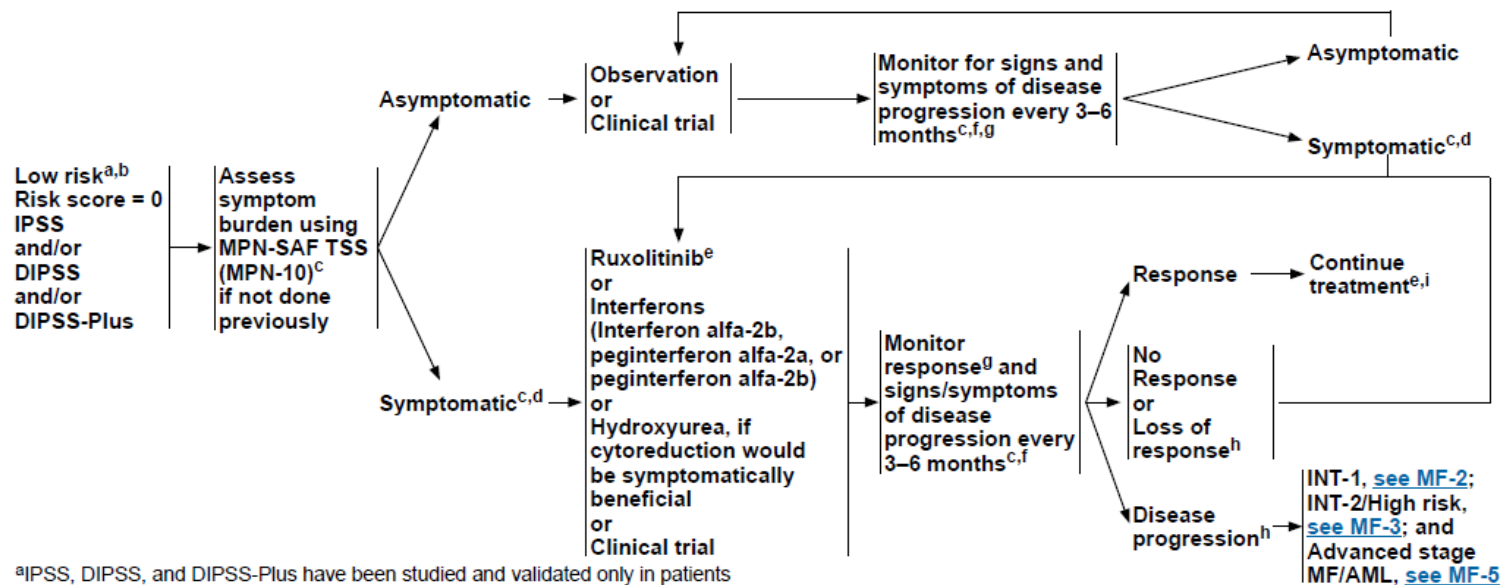 Low riska,b
Risk score = 0
IPSS
and/or
DIPSS
and/or
DIPSS-Plus
Assess
symptom
burden using
MPN-SAF TSS
(MPN-10)c
if not done
previously
Asymptomatic
Observation
or
Clinical trial
Monitor for signs and
symptoms of disease
progression every 3–6
monthsc,f,g
Asymptomatic
Symptomaticc,d
Symptomaticc,d
Ruxolitinibe
or
Interferons
(Interferon alfa-2b,
peginterferon alfa-2a, or
peginterferon alfa-2b)
or
Hydroxyurea, if
cytoreduction would
be symptomatically
beneficial
or
Clinical trial
Monitor
responseg and
signs/symptoms
of disease
progression every
3–6 monthsc,f
Response
Continue
treatmente,i
No
Response
or
Loss of
responseh
Disease
progressionh
INT-1, see MF-2;
INT-2/High risk,
see MF-3; and
Advanced stage
MF/AML, see MF-5
aIPSS, DIPSS, and DIPSS-Plus have been studied and validated only in patients